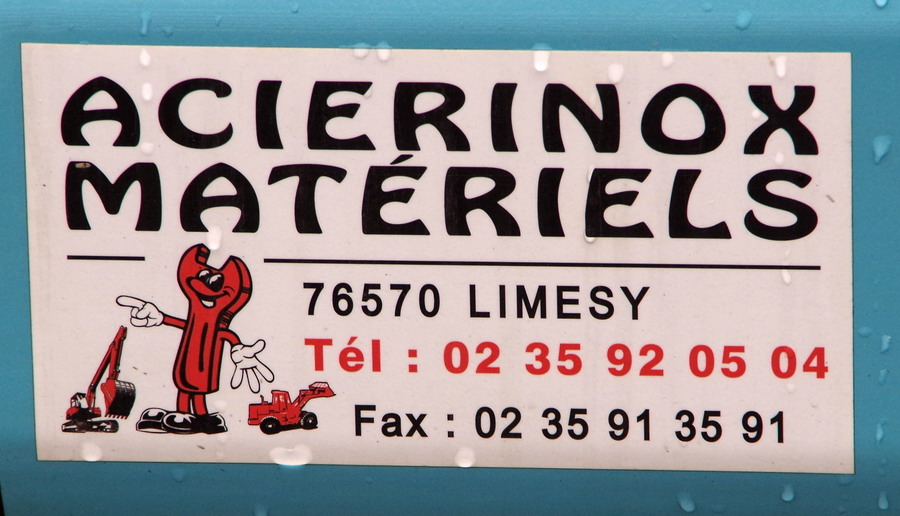 ACIERINOX
MATÉRIELS
76570 LIMESY
Tél : 02 35 92 05 04
Fax : 02 35 91 35 91